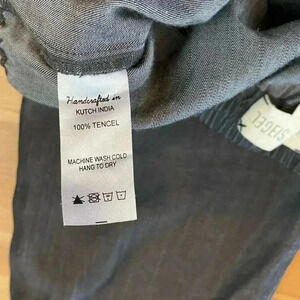 Handcrafted in
KUTCH INDIA
100% TENCEL
MACHINE WASH COLD
HANG TO DRY